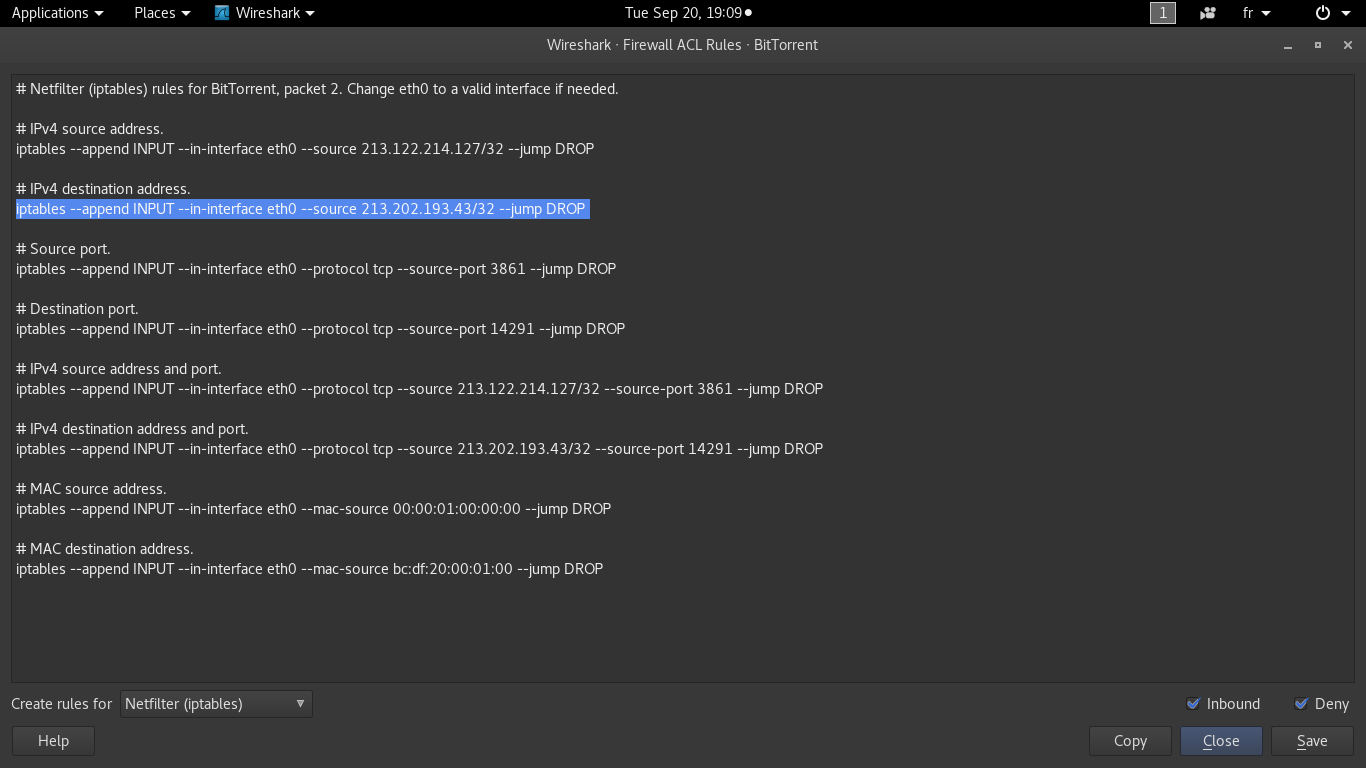 Applications Places Wireshark Tue Sep 20, 19:09 1 fr
Wireshark · Firewall ACL Rules · BitTorrent
# Netfilter (iptables) rules for BitTorrent, packet 2. Change eth0 to a valid interface if needed.
# IPv4 source address.
iptables --append INPUT --in-interface eth0 --source 213.122.214.127/32 --jump DROP
# IPv4 destination address.
iptables --append INPUT --in-interface eth0 --source 213.202.193.43/32 --jump DROP
# Source port.
iptables --append INPUT --in-interface eth0 --protocol tcp --source-port 3861 --jump DROP
# Destination port.
iptables --append INPUT --in-interface eth0 --protocol tcp --source-port 14291 --jump DROP
# IPv4 source address and port.
iptables --append INPUT --in-interface eth0 --protocol tcp --source 213.122.214.127/32 --source-port 3861 --jump DROP
# IPv4 destination address and port.
iptables --append INPUT --in-interface eth0 --protocol tcp --source 213.202.193.43/32 --source-port 14291 --jump DROP
# MAC source address.
iptables --append INPUT --in-interface eth0 --mac-source 00:00:01:00:00:00 --jump DROP
# MAC destination address.
iptables --append INPUT --in-interface eth0 --mac-source bc:df:20:00:01:00 --jump DROP
Create rules for Netfilter (iptables) Inbound Deny
Help Copy Close Save